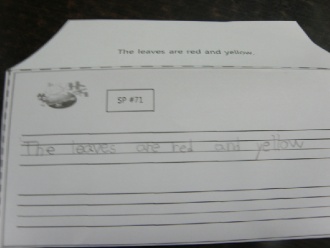 The leaves are red and yellow.
SP #71
The leaves are red and yellow